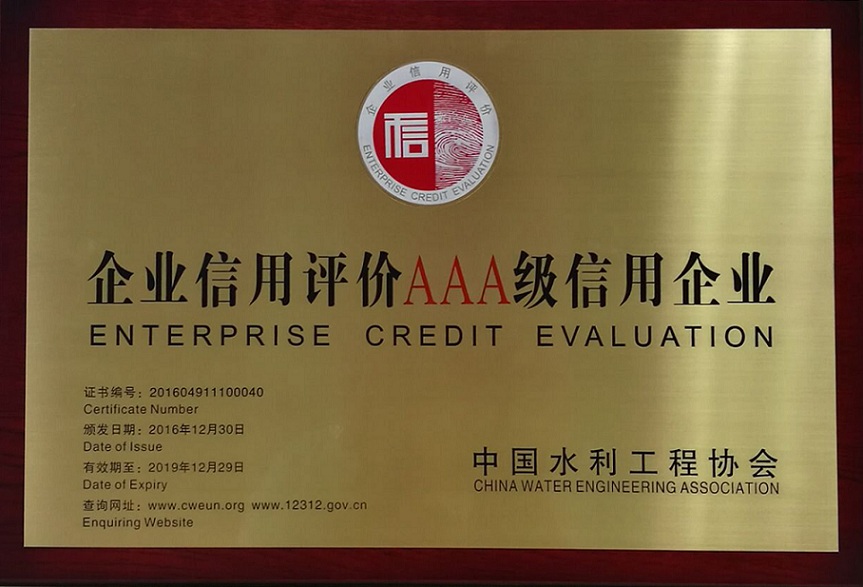 企业信用评价
信
ENTERPRISE CREDIT EVALUATION
企业信用评价AAA级信用企业
ENTERPRISE CREDIT EVALUATION
证书编号：201604911100040
Certificate Number
颁发日期：2016年12月30日
Date of Issue
有效期至：2019年12月29日
Date of Expiry
查询网址：www.cweun.org www.12312.gov.cn
Enquiring Website
中国水利工程协会
CHINA WATER ENGINEERING ASSOCIATION